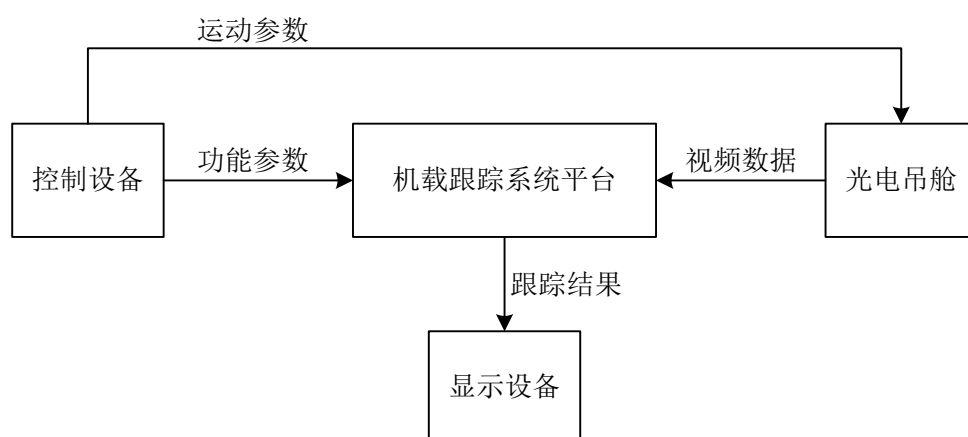 运动参数
控制设备
功能参数
机载跟踪系统平台
视频数据
光电吊舱
跟踪结果
显示设备